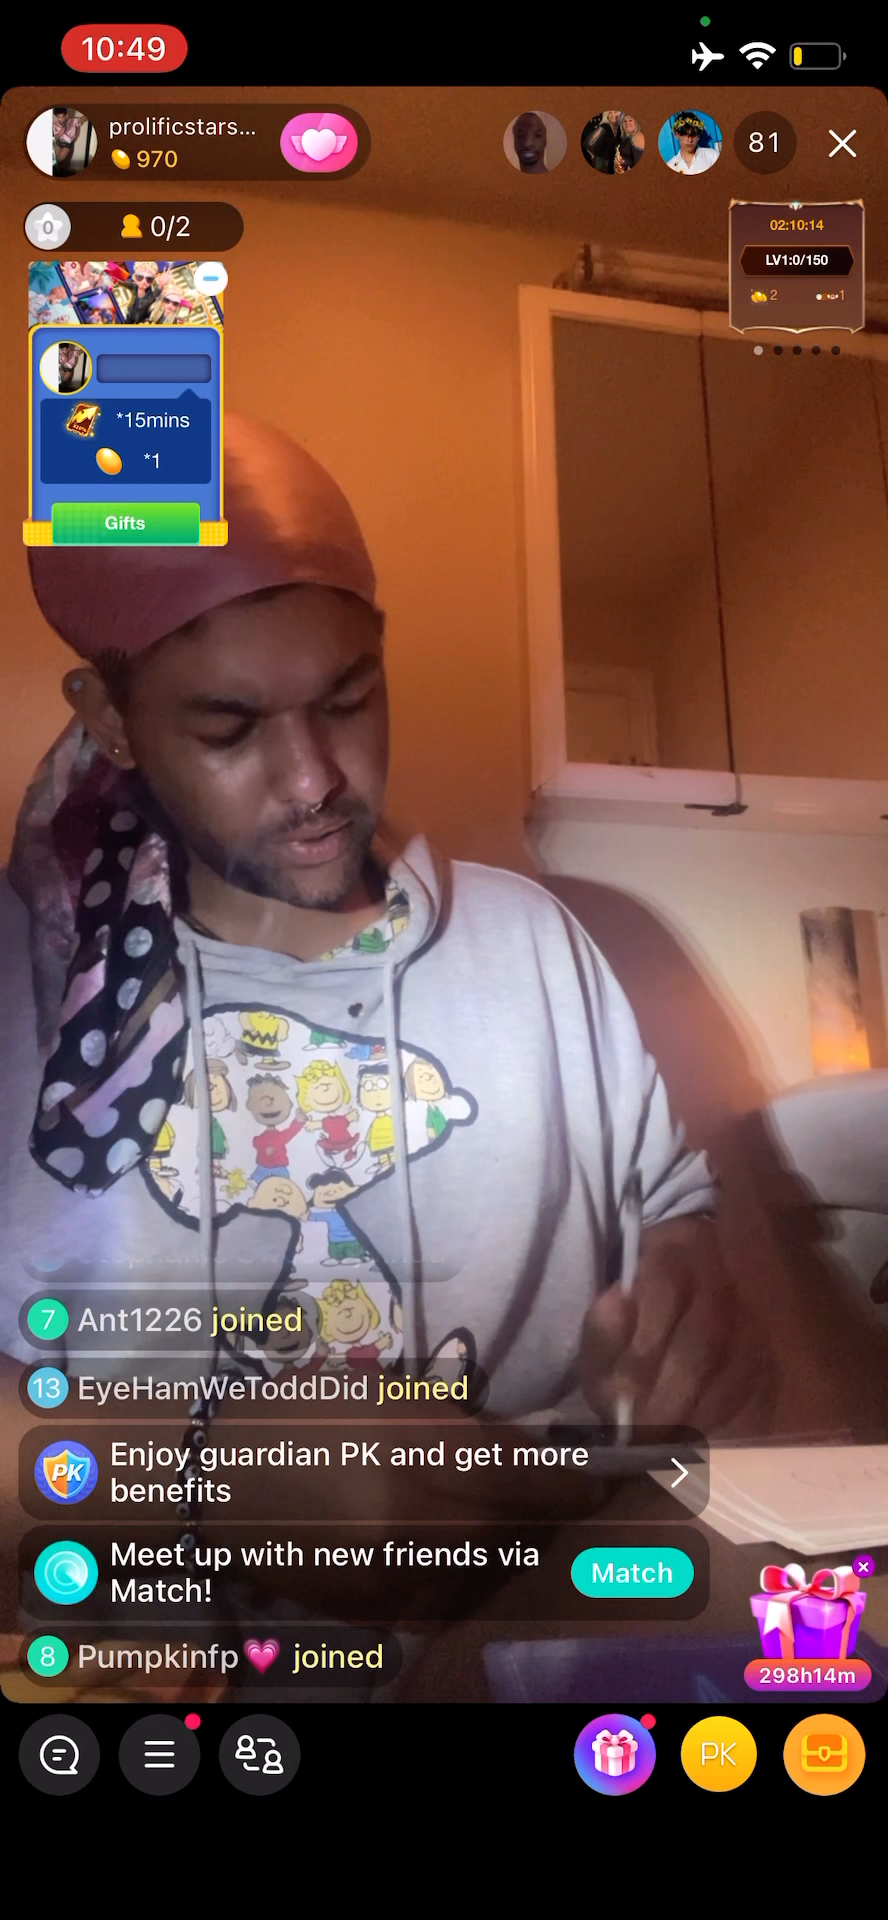 10:49
prolificstars...
970
81
0
0/2
02:10:14
LV1:0/150
2
1
*15mins
*1
Gifts
7 Ant1226 joined
13 EyeHamWeToddDid joined
PK
Enjoy guardian PK and get more
benefits
Meet up with new friends via
Match!
Match
8 Pumpkinfp💗 joined
298h14m
PK